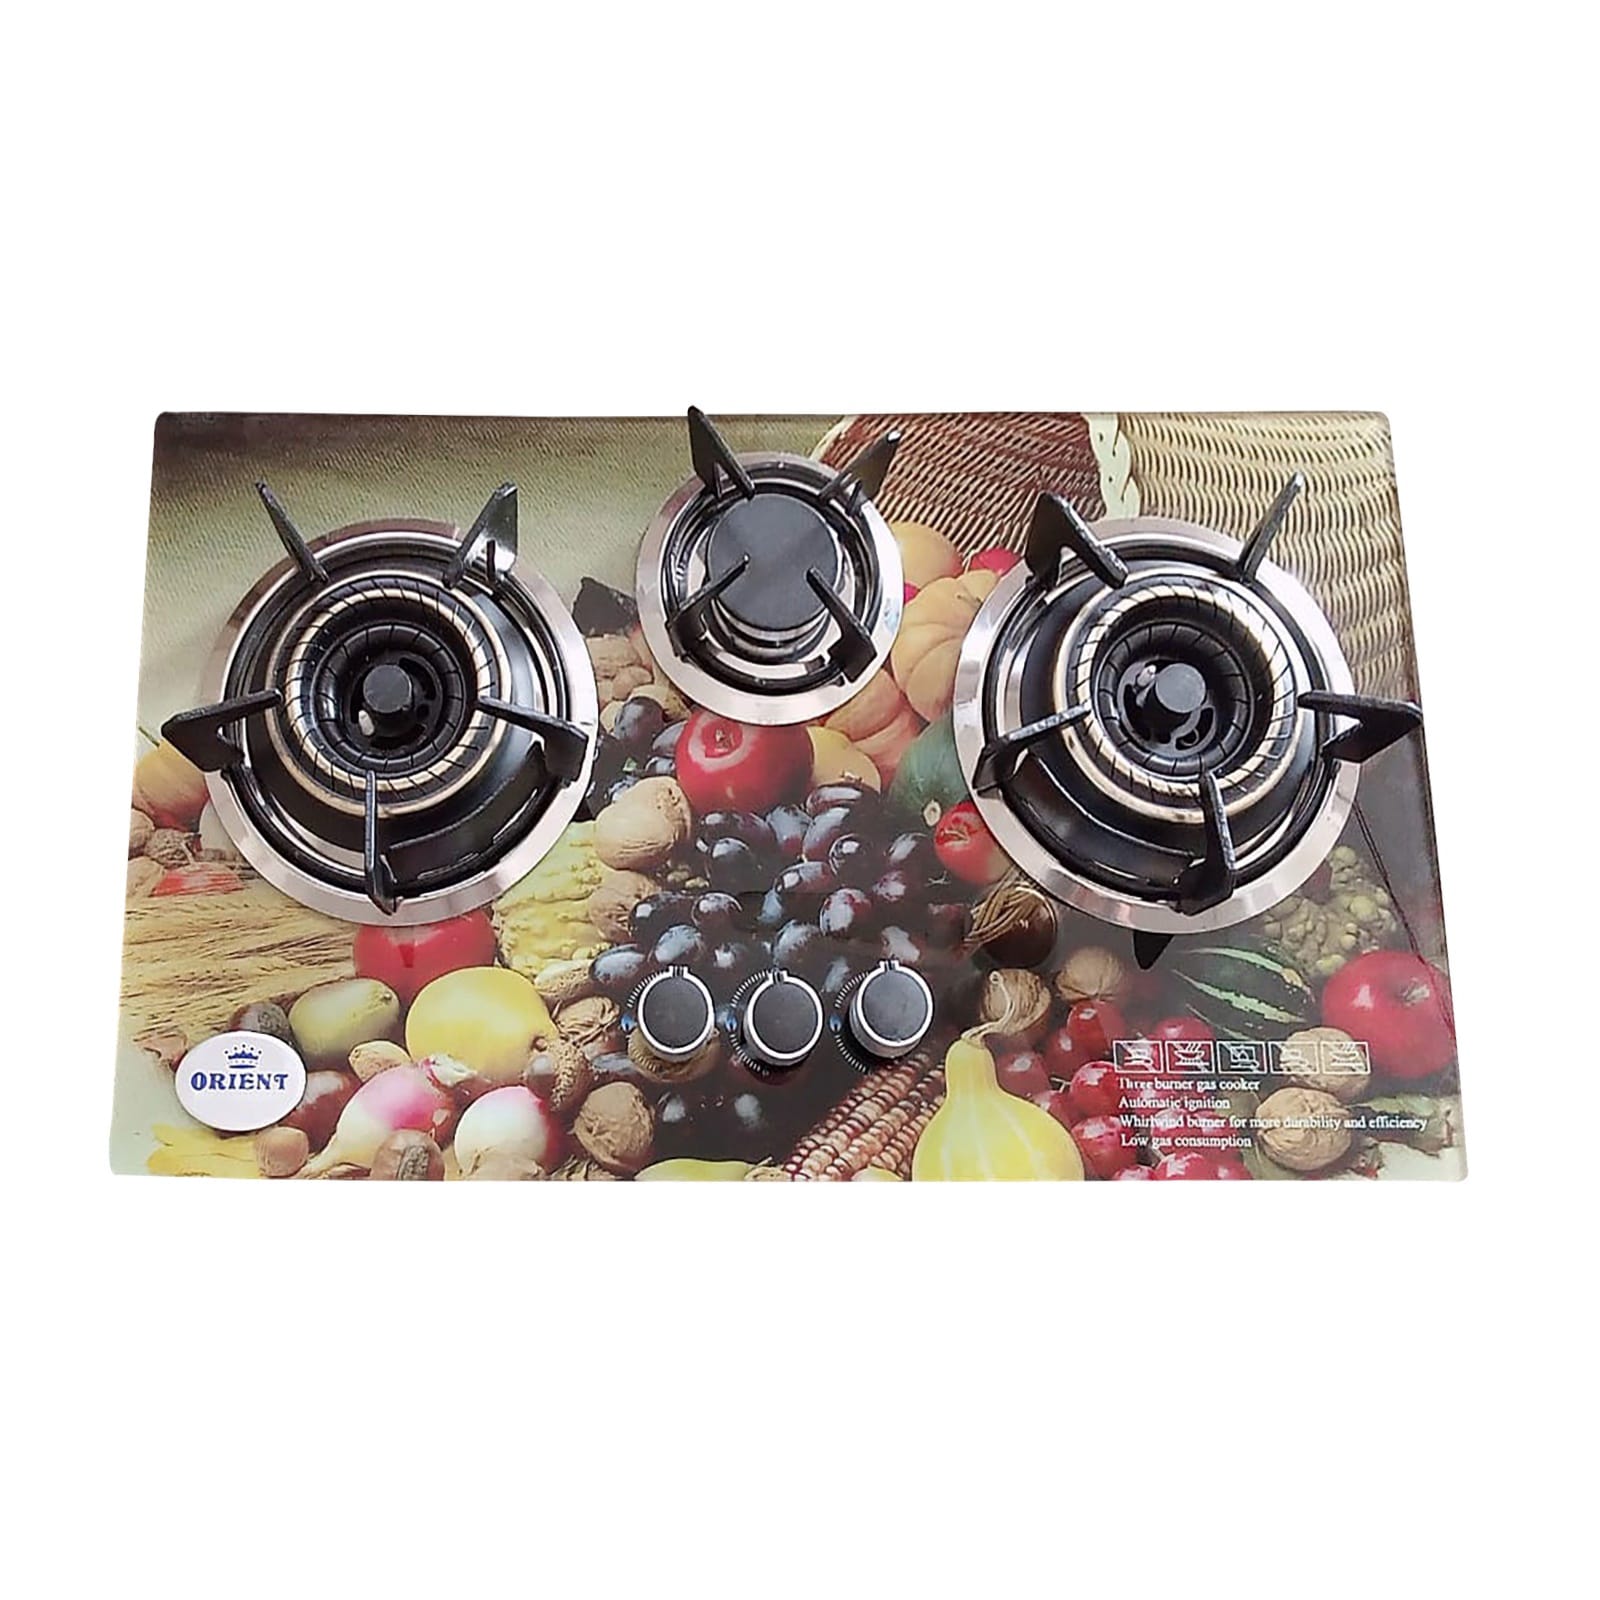 ORIENT
Three burner gas cooker
Automatic ignition
Whirlwind burner for more durability and efficiency
Low gas consumption